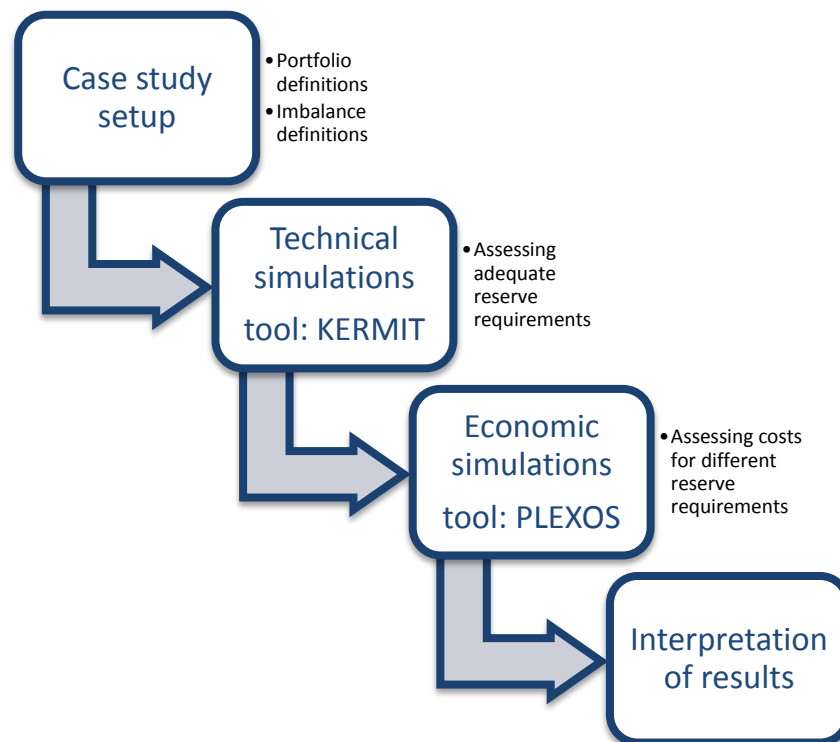 Case study
setup
•Portfolio
definitions
•Imbalance
definitions
Technical
simulations
tool: KERMIT
•Assessing
adequate
reserve
requirements
Economic
simulations
tool: PLEXOS
•Assessing costs
for different
reserve
requirements
Interpretation
of results